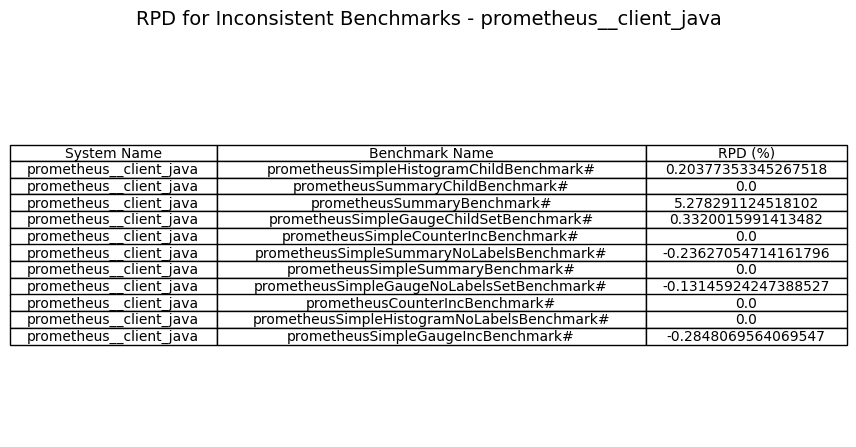 RPD for Inconsistent Benchmarks - prometheus__client_java
System Name Benchmark Name RPD (%)
prometheus__client_java prometheusSimpleHistogramChildBenchmark# 0.20377353345267518
prometheus__client_java prometheusSummaryChildBenchmark# 0.0
prometheus__client_java prometheusSummaryBenchmark# 5.278291124518102
prometheus__client_java prometheusSimpleGaugeChildSetBenchmark# 0.3320015991413482
prometheus__client_java prometheusSimpleCounterIncBenchmark# 0.0
prometheus__client_java prometheusSimpleSummaryNoLabelsBenchmark# -0.23627054714161796
prometheus__client_java prometheusSimpleSummaryBenchmark# 0.0
prometheus__client_java prometheusSimpleGaugeNoLabelsSetBenchmark# -0.13145924247388527
prometheus__client_java prometheusCounterIncBenchmark# 0.0
prometheus__client_java prometheusSimpleHistogramNoLabelsBenchmark# 0.0
prometheus__client_java prometheusSimpleGaugeIncBenchmark# -0.2848069564069547